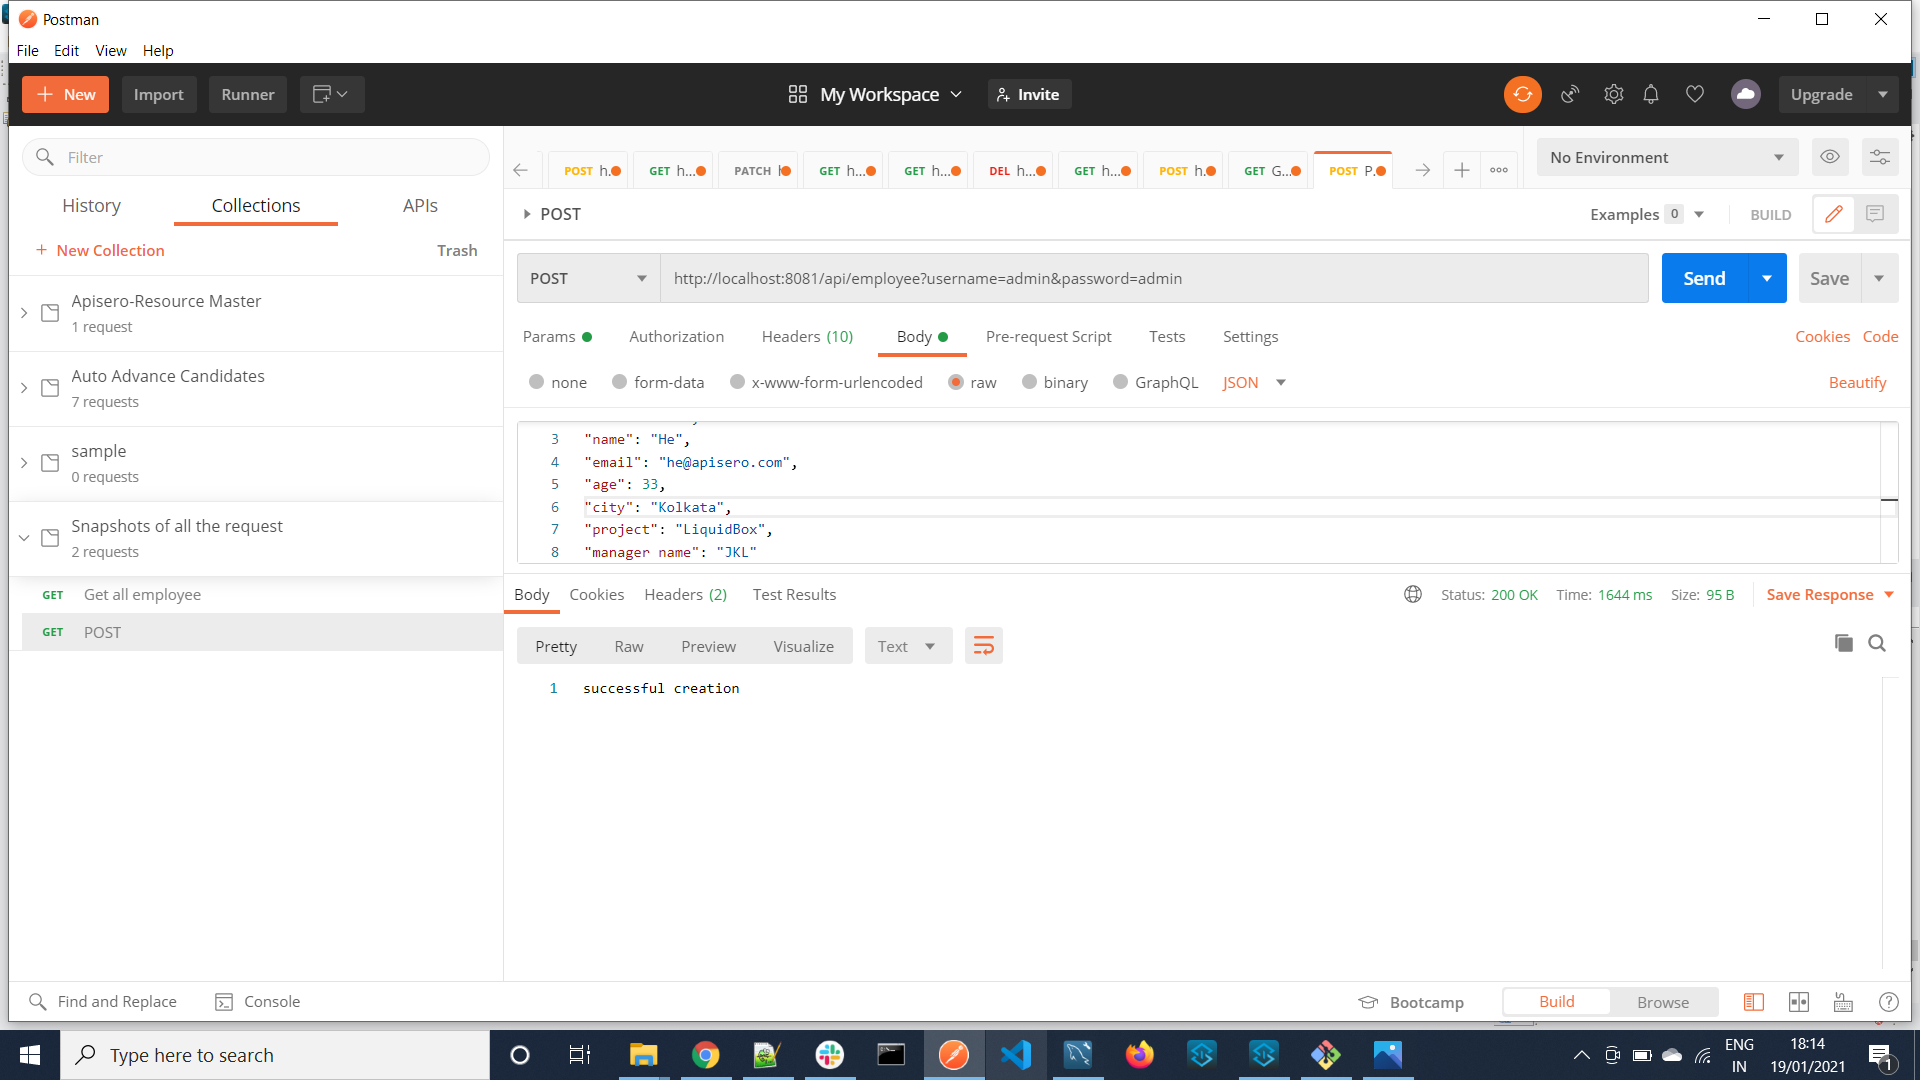 Postman
File Edit View Help
+ New Import Runner My Workspace Invite Upgrade
Filter
History Collections APIs
+ New Collection Trash
Apisero-Resource Master
1 request
Auto Advance Candidates
7 requests
sample
0 requests
Snapshots of all the request
2 requests
GET Get all employee
GET POST
POST h. GET h... PATCH GET h... GET h... DEL h... GET h... POST h. GET G... POST P.
No Environment
POST
Examples 0 BUILD
POST http://localhost:8081/api/employee?username=admin&password=admin Send Save
Params Authorization Headers (10) Body Pre-request Script Tests Settings Cookies Code
none form-data x-www-form-urlencoded raw binary GraphQL JSON Beautify
3 "name": "He",
4 "email": "he@apisero.com",
5 "age": 33,
6 "city": "Kolkata",
7 "project": "LiquidBox",
8 "manager name": "JKL"
Body Cookies Headers (2) Test Results Status: 200 OK Time: 1644 ms Size: 95 B Save Response
Pretty Raw Preview Visualize Text
1 successful creation
Find and Replace Console Bootcamp Build Browse
Type here to search
ENG
IN
18:14
19/01/2021
1